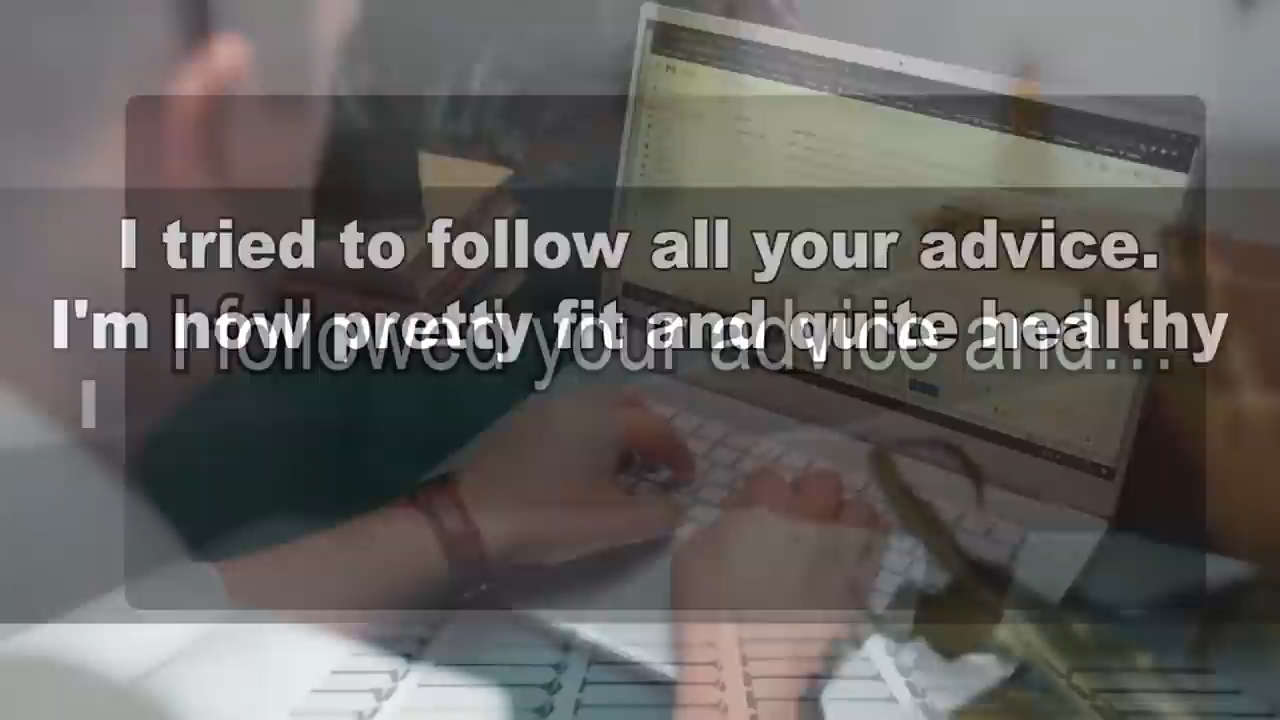 I tried to follow all your advice.
I'm now pretty fit and quite healthy
I followed your advice and...
I